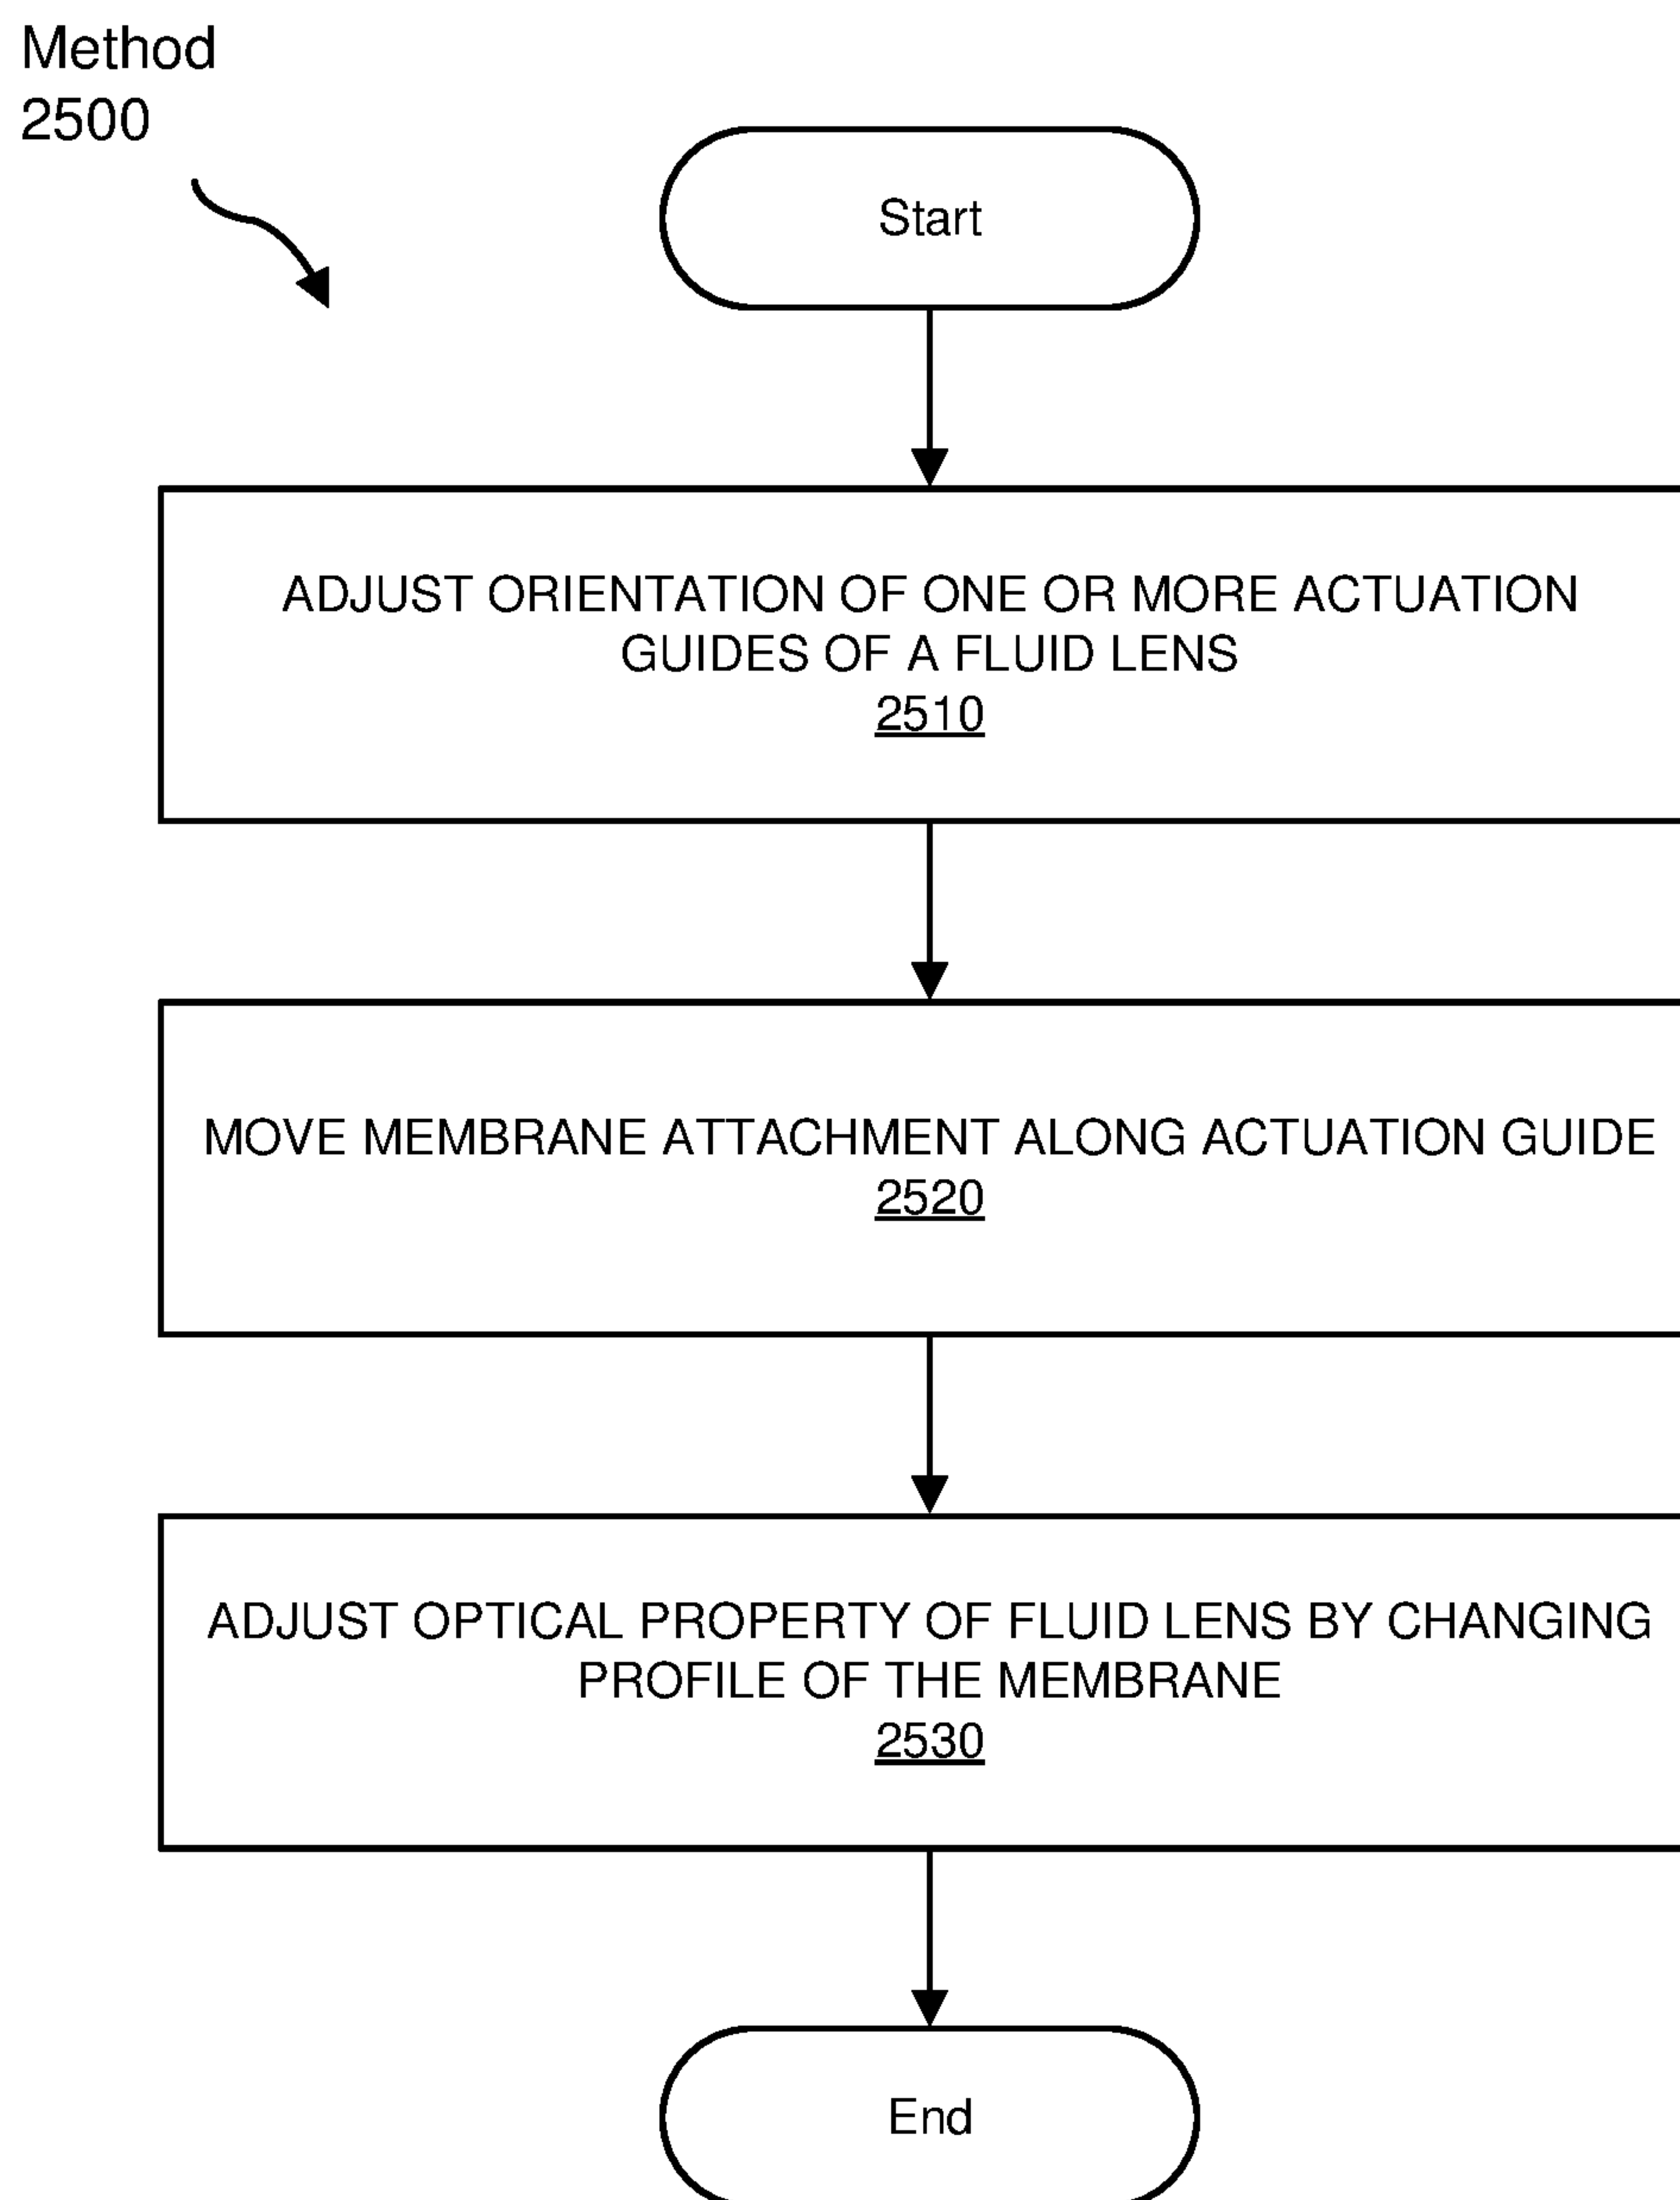 Method
2500
Start
ADJUST ORIENTATION OF ONE OR MORE ACTUATION
GUIDES OF A FLUID LENS
2510
MOVE MEMBRANE ATTACHMENT ALONG ACTUATION GUIDE
2520
ADJUST OPTICAL PROPERTY OF FLUID LENS BY CHANGING
PROFILE OF THE MEMBRANE
2530
End